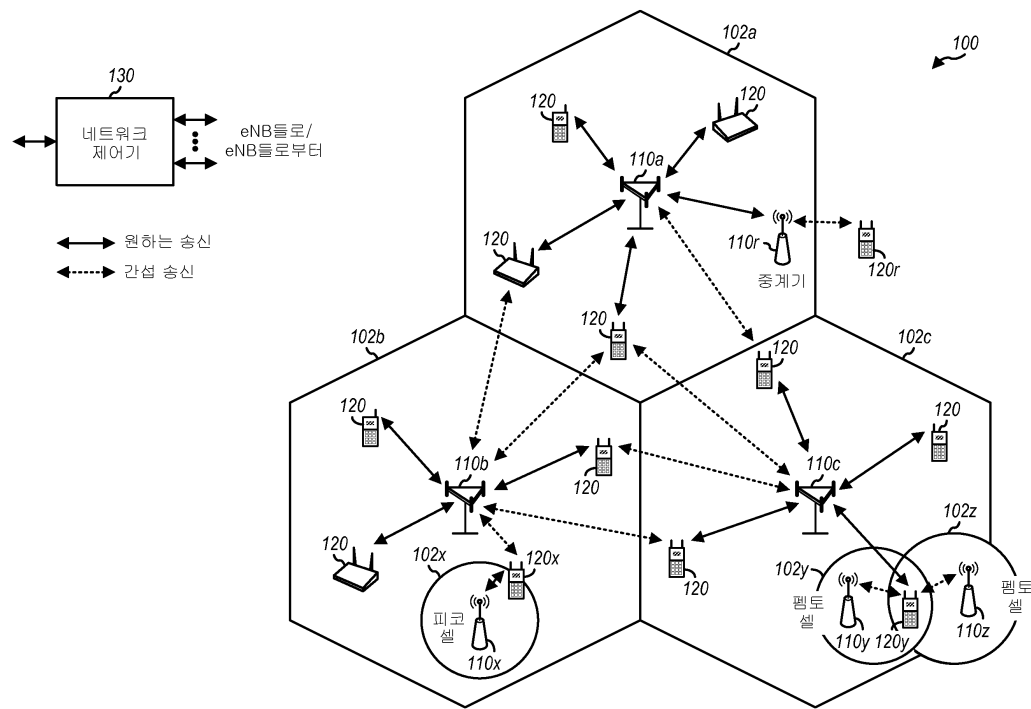 102a
100
130
네트워크
제어기
eNB들로/
eNB들로부터
120
120
110a
원하는 송신
간섭 송신
120
110r
120r
중계기
102b
120
102c
120
120
120
110b
120
110c
102z
120
102x
120x
120
102y
피코
셀
펨토
셀
펨토
셀
110x
110y
120y
110z